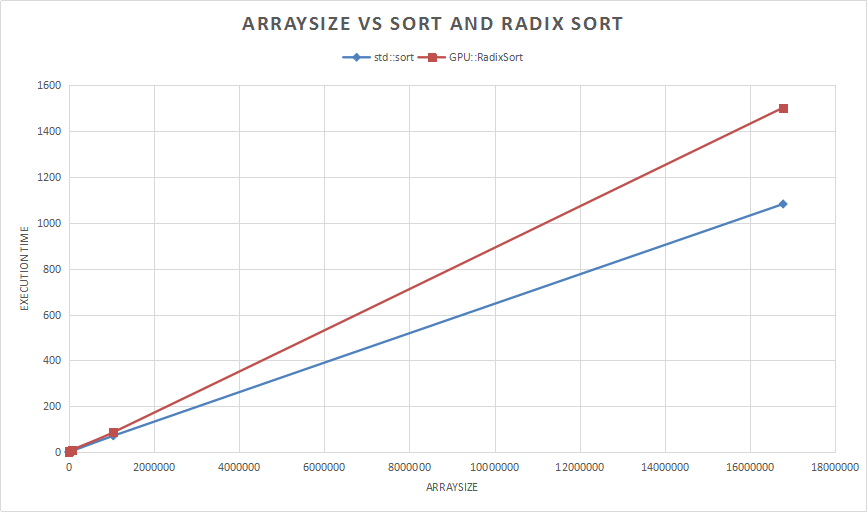 ARRAYSIZE VS SORT AND RADIX SORT
std::sort GPU::RadixSort
1600
1400
1200
1000
800
600
400
200
0
EXECUTION TIME
0 2000000 4000000 6000000 8000000 10000000 12000000 14000000 16000000 18000000
ARRAYSIZE